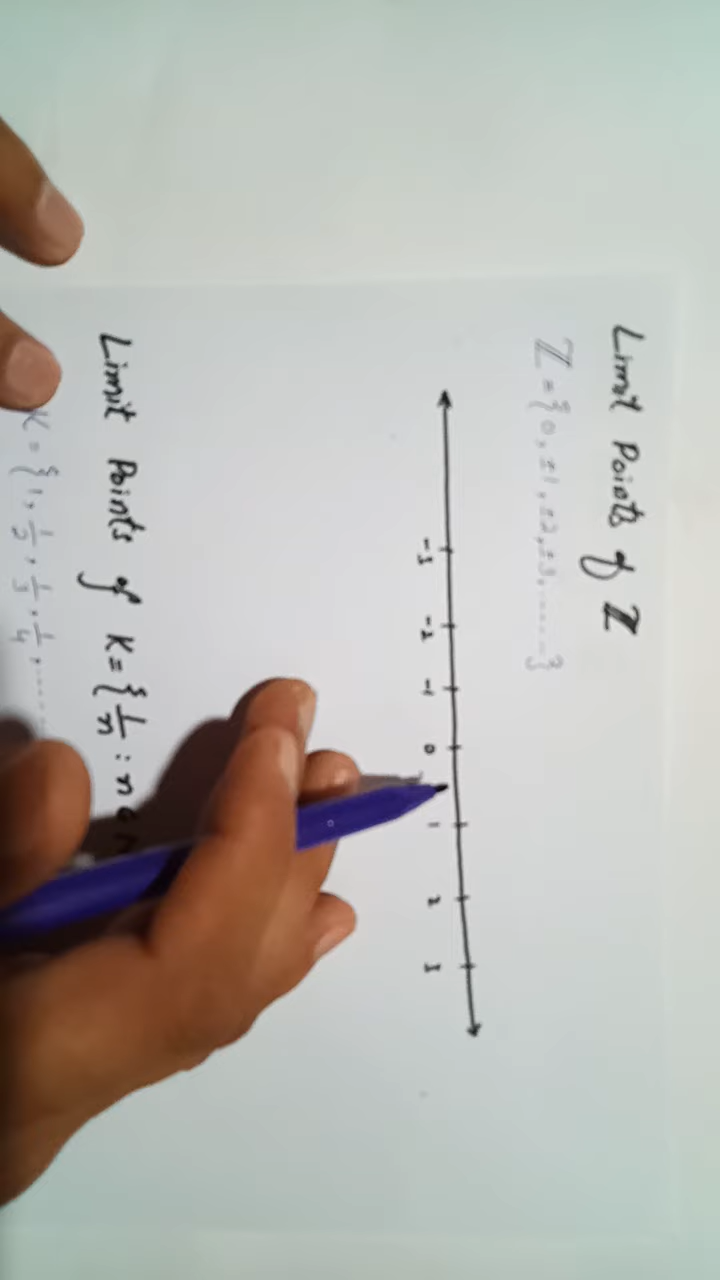 Limit Points of ℤ
ℤ = {0, ±1, ±2, ±3, ......}
-3 -2 -1 0 1 2 3
Limit Points of K = { 1/n : n ∈
K = {1, 1/2, 1/3, 1/4, ......